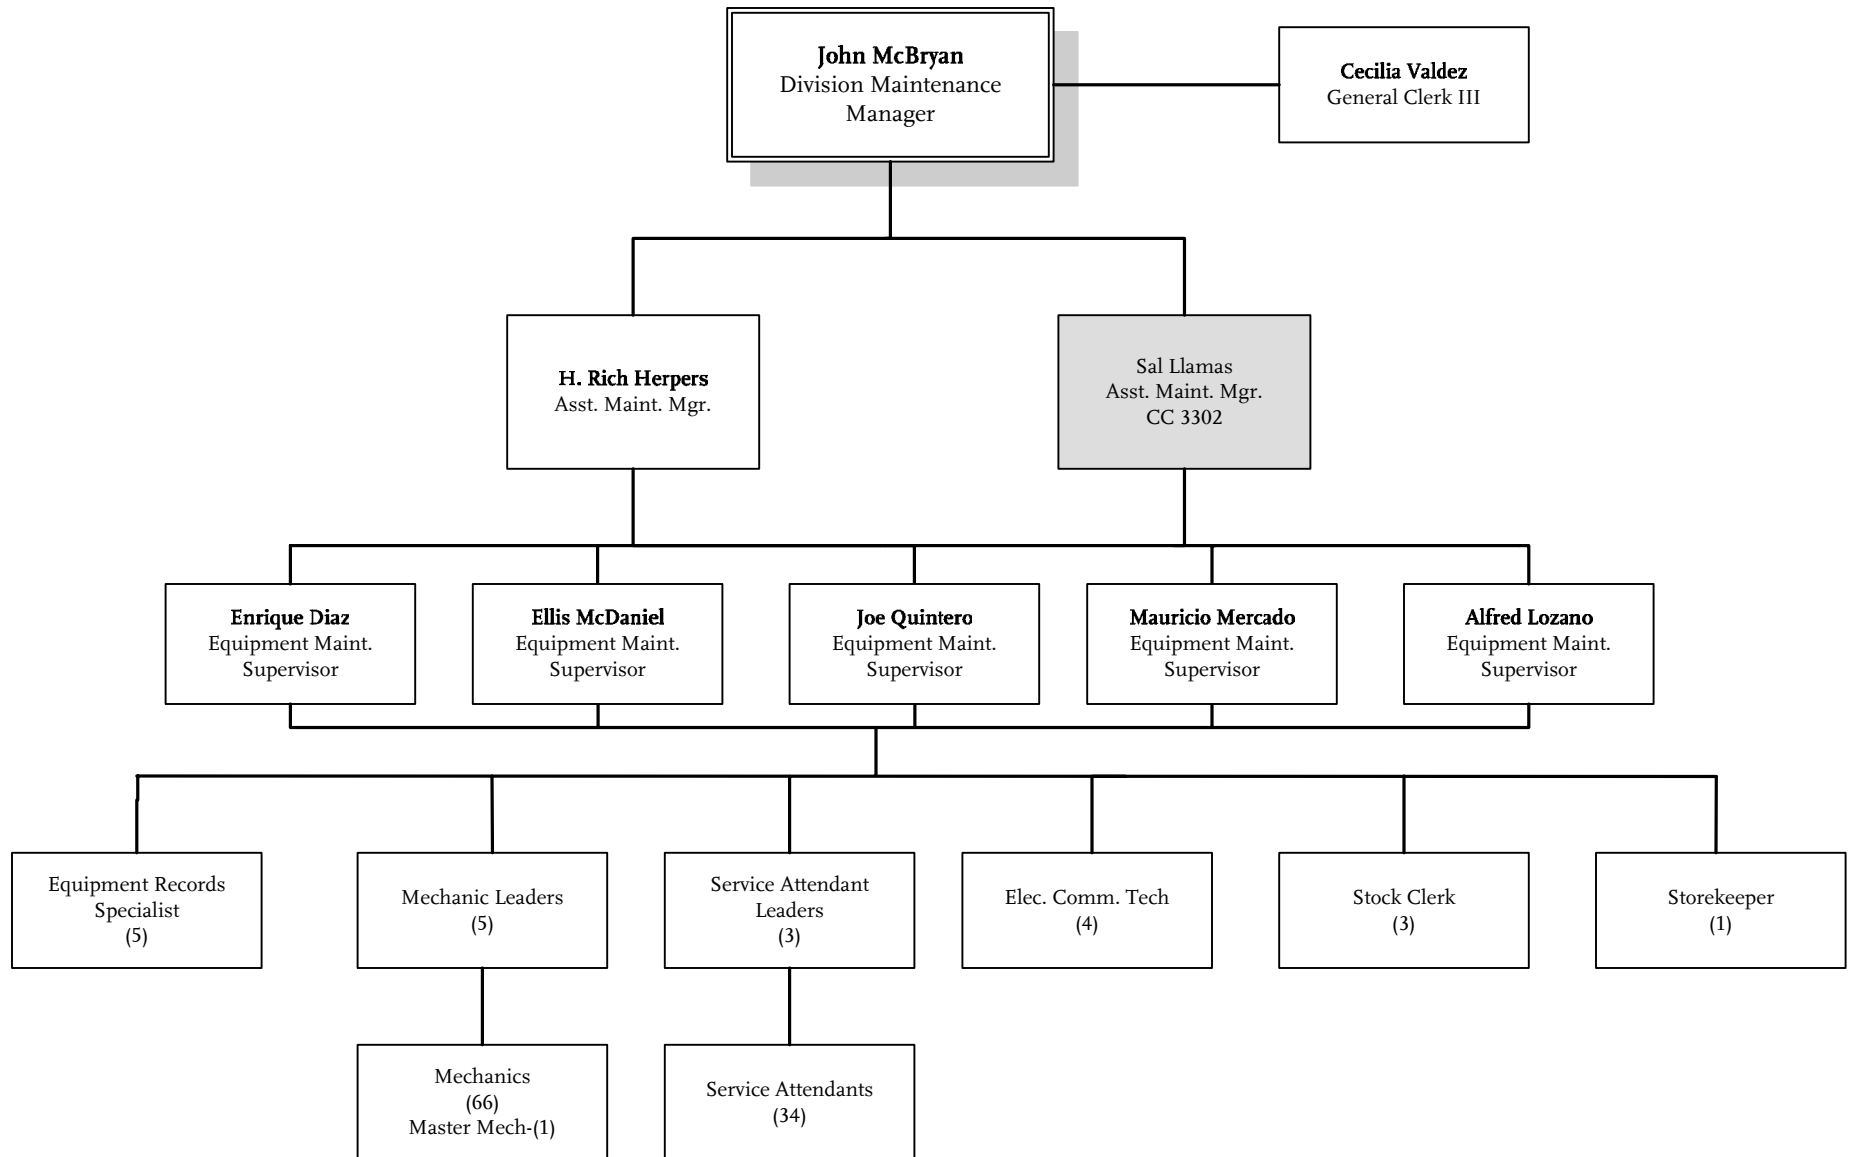 John McBryan
Division Maintenance
Manager
Cecilia Valdez
General Clerk III
H. Rich Herpers
Asst. Maint. Mgr.
Sal Llamas
Asst. Maint. Mgr.
CC 3302
Enrique Diaz
Equipment Maint.
Supervisor
Ellis McDaniel
Equipment Maint.
Supervisor
Joe Quintero
Equipment Maint.
Supervisor
Mauricio Mercado
Equipment Maint.
Supervisor
Alfred Lozano
Equipment Maint.
Supervisor
Equipment Records
Specialist
(5)
Mechanic Leaders
(5)
Service Attendant
Leaders
(3)
Elec. Comm. Tech
(4)
Stock Clerk
(3)
Storekeeper
(1)
Mechanics
(66)
Master Mech-(1)
Service Attendants
(34)